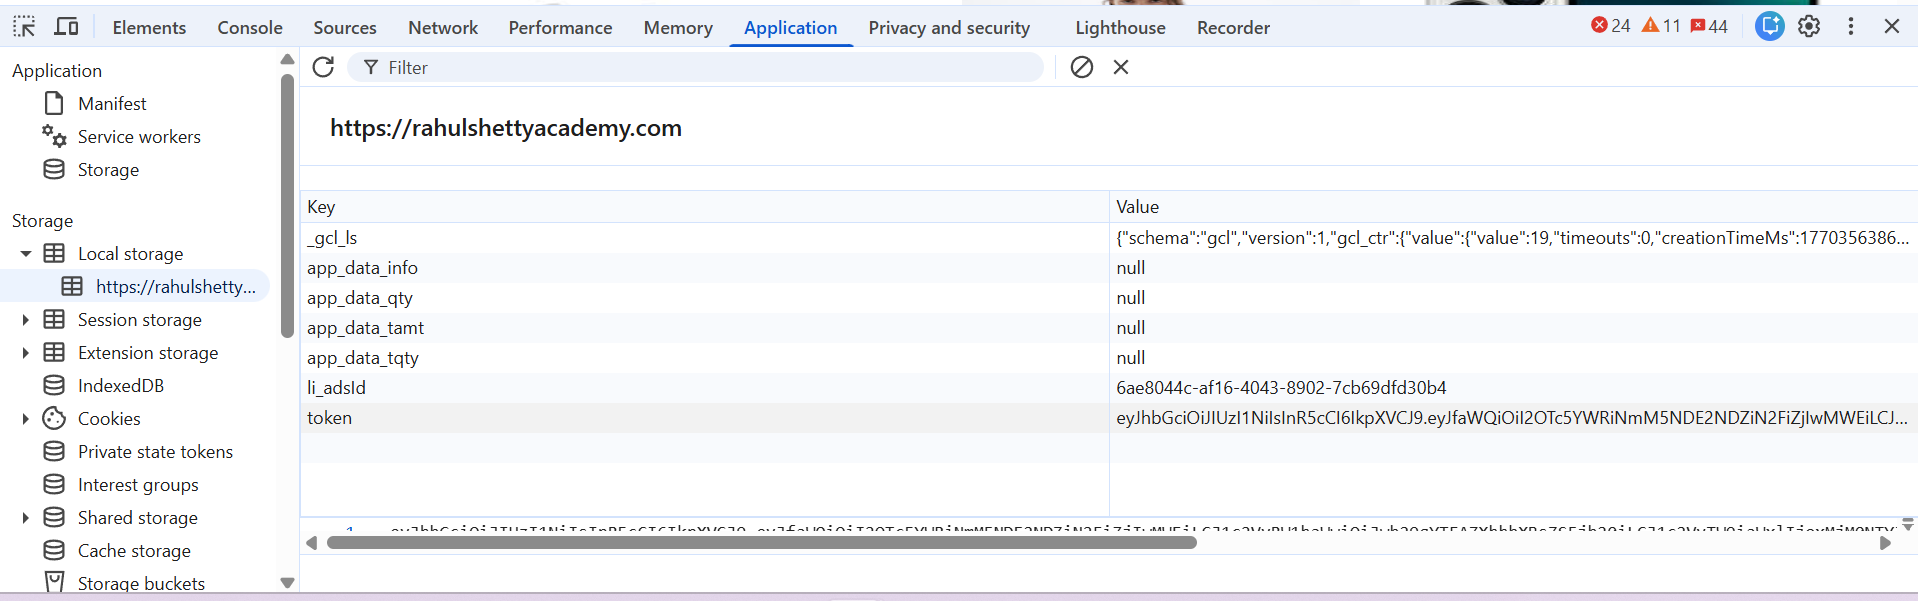 Elements Console Sources Network Performance Memory Application Privacy and security Lighthouse Recorder 24 11 44
Application
Manifest
Service workers
Storage
Storage
Local storage
https://rahulshetty...
Session storage
Extension storage
IndexedDB
Cookies
Private state tokens
Interest groups
Shared storage
Cache storage
Storage buckets
Filter
https://rahulshettyacademy.com
Key Value
_gcl_ls {"schema":"gcl","version":1,"gcl_ctr":{"value":{"value":19,"timeouts":0,"creationTimeMs":1770356386...
app_data_info null
app_data_qty null
app_data_tamt null
app_data_tqty null
li_adsId 6ae8044c-af16-4043-8902-7cb69dfd30b4
token eyJhbGciOiJIUzI1NiIsInR5cCI6IkpXVCJ9.eyJfaWQiOiI2OTc5YWRiNmM5NDE2NDZiN2FiZjIwMWEiLCJ...
1